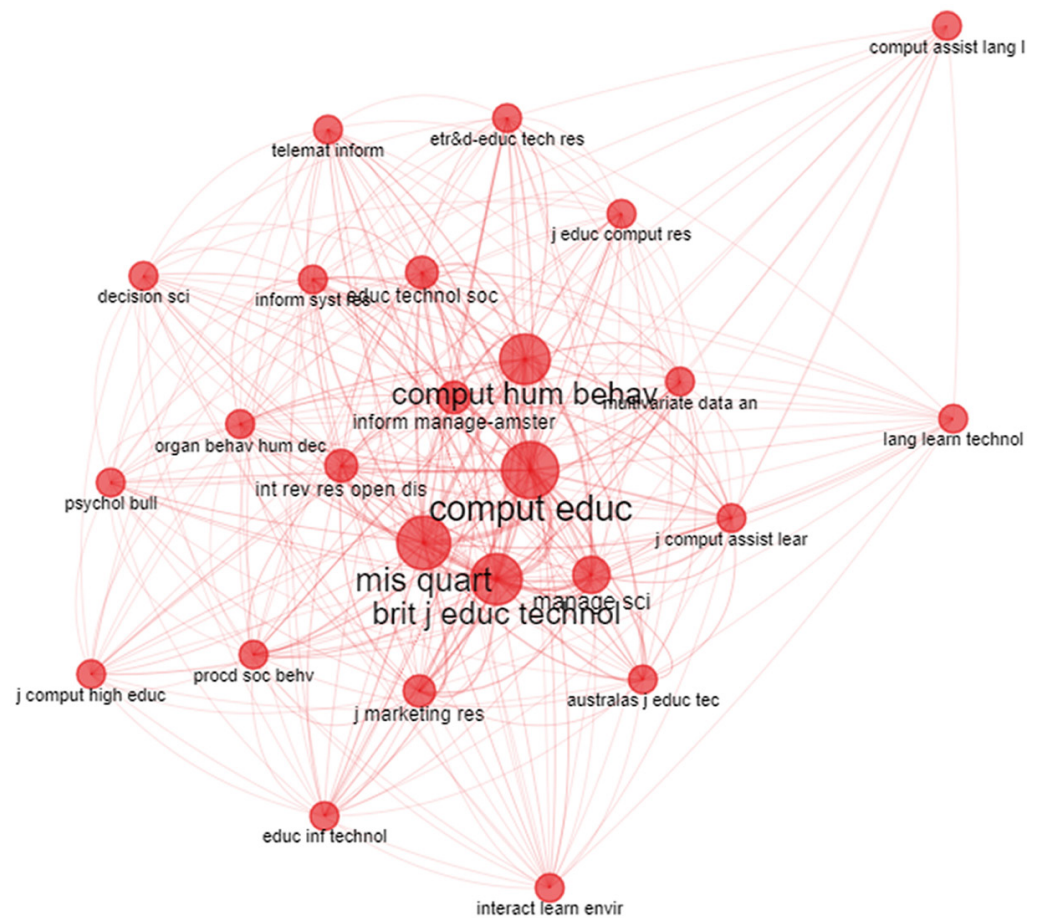 comput assist lang l
etr&d-educ tech res
telemat inform
j educ comput res
decision sci
inform syst res
educ technol soc
comput hum behav
multivariate data an
inform manage-amster
lang learn technol
organ behav hum dec
int rev res open dis
psychol bull
comput educ
j comput assist lear
mis quart
manage sci
brit j educ technol
procd soc behv
j comput high educ
australas j educ tec
j marketing res
educ inf technol
interact learn envir